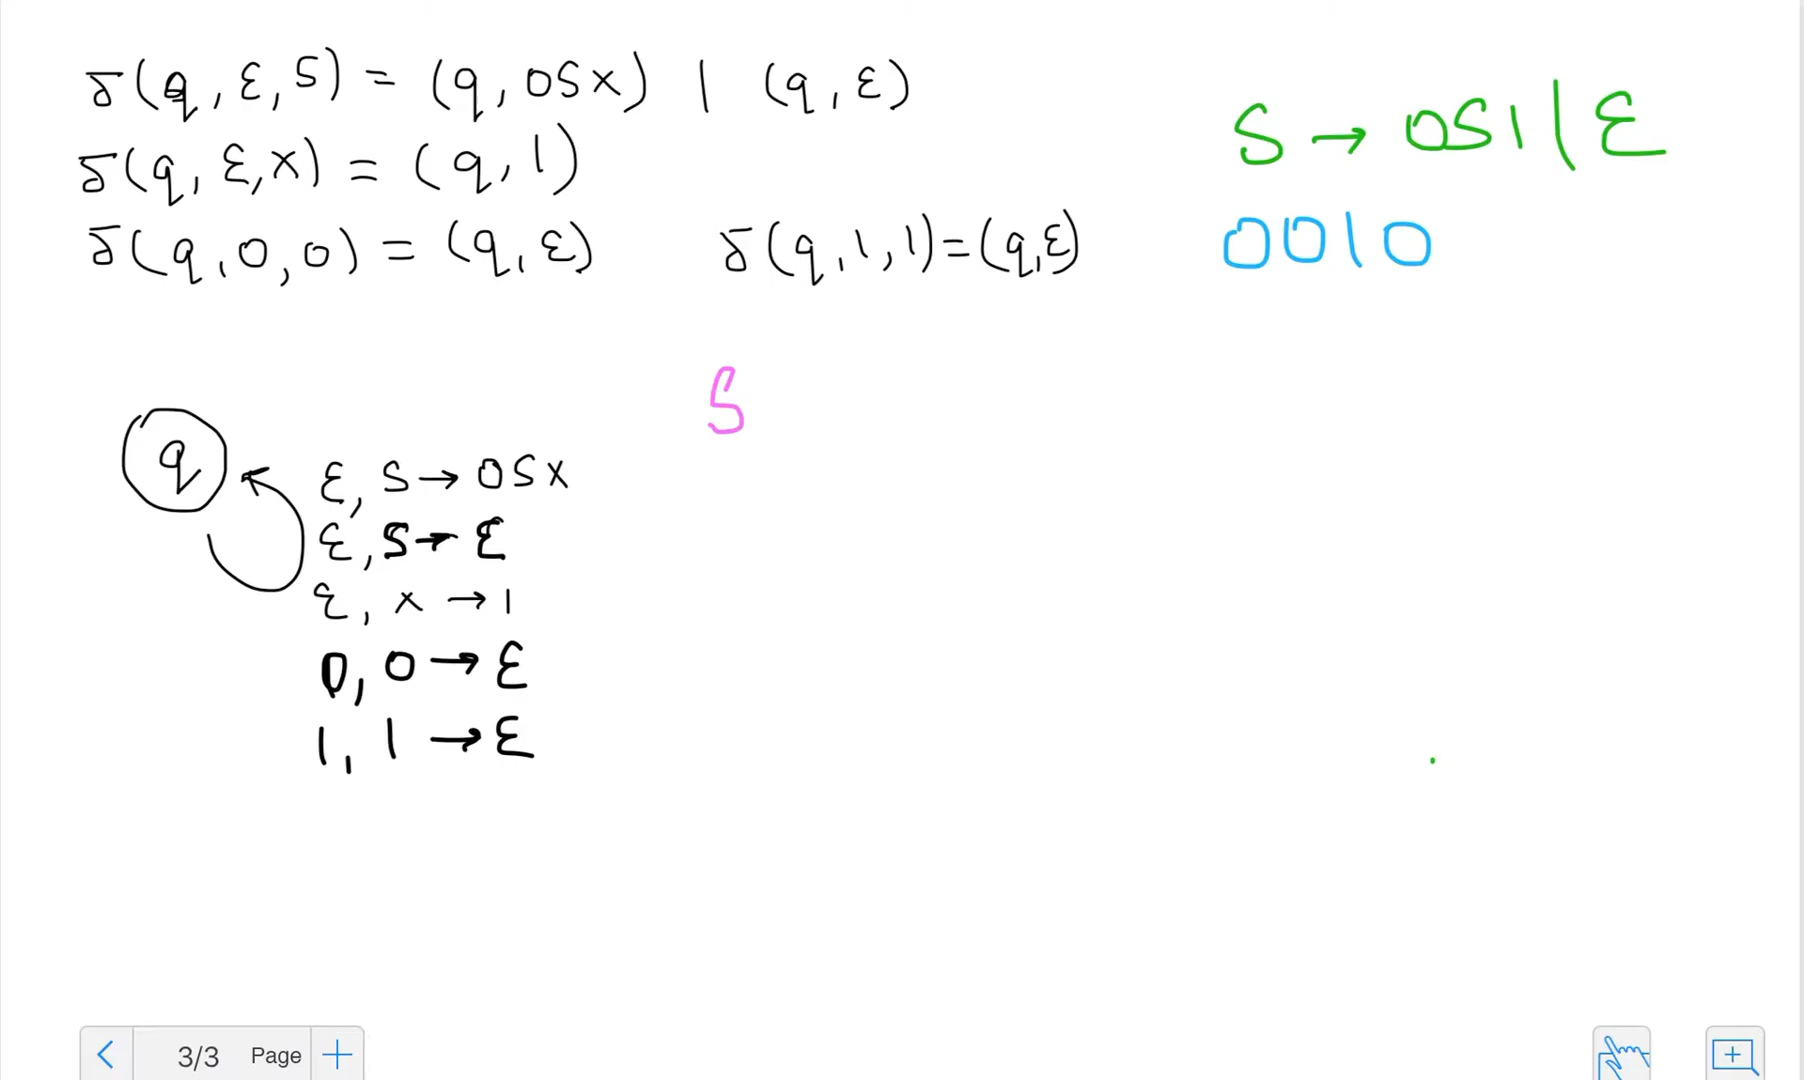 δ(q, ε, S) = (q, 0Sx) | (q, ε)
δ(q, ε, x) = (q, 1)
δ(q, 0, 0) = (q, ε) δ(q, 1, 1) = (q, ε)
S → 0S1 | ε
0010
S
q
ε, S → 0Sx
ε, S → ε
ε, x → 1
0, 0 → ε
1, 1 → ε
3/3 Page